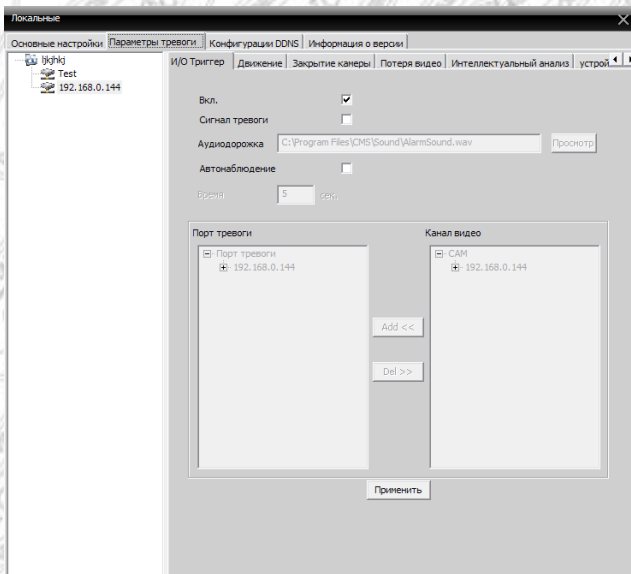 Локальные
Основные настройки Параметры тревоги Конфигурации DDNS Информация о версии
ljkjhkj
Test
192.168.0.144
И/О Триггер Движение Закрытие камеры Потеря видео Интеллектуальный анализ устрой
Вкл.
Сигнал тревоги
Аудиодорожка C:\Program Files\CMS\Sound\AlarmSound.wav Просмотр
Автонаблюдение
Время 5 сек.
Порт тревоги Канал видео
Порт тревоги CAM
192.168.0.144 192.168.0.144
Add <<
Del >>
Применить